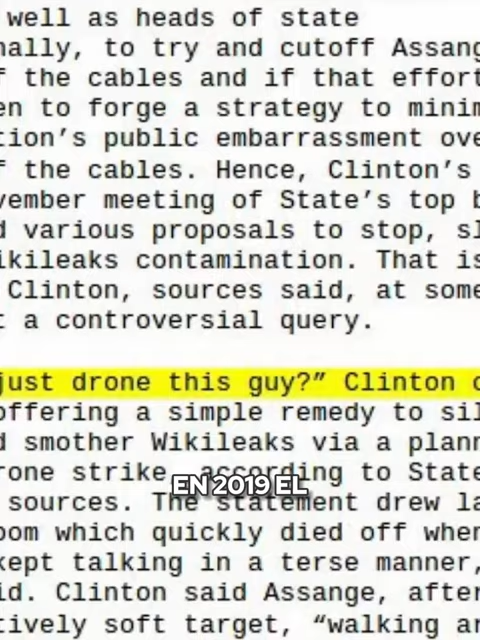 well as heads of state
nally, to try and cutoff Assang
f the cables and if that effort
en to forge a strategy to minim
tion's public embarrassment ove
f the cables. Hence, Clinton's
vember meeting of State's top b
d various proposals to stop, sl
ikileaks contamination. That is
Clinton, sources said, at some
t a controversial query.
just drone this guy?” Clinton o
offering a simple remedy to sil
d smother Wikileaks via a plann
rone strike, according to State
EN 2019 EL
sources. The statement drew la
oom which quickly died off when
kept talking in a terse manner,
id. Clinton said Assange, after
tively soft target, “walking ar